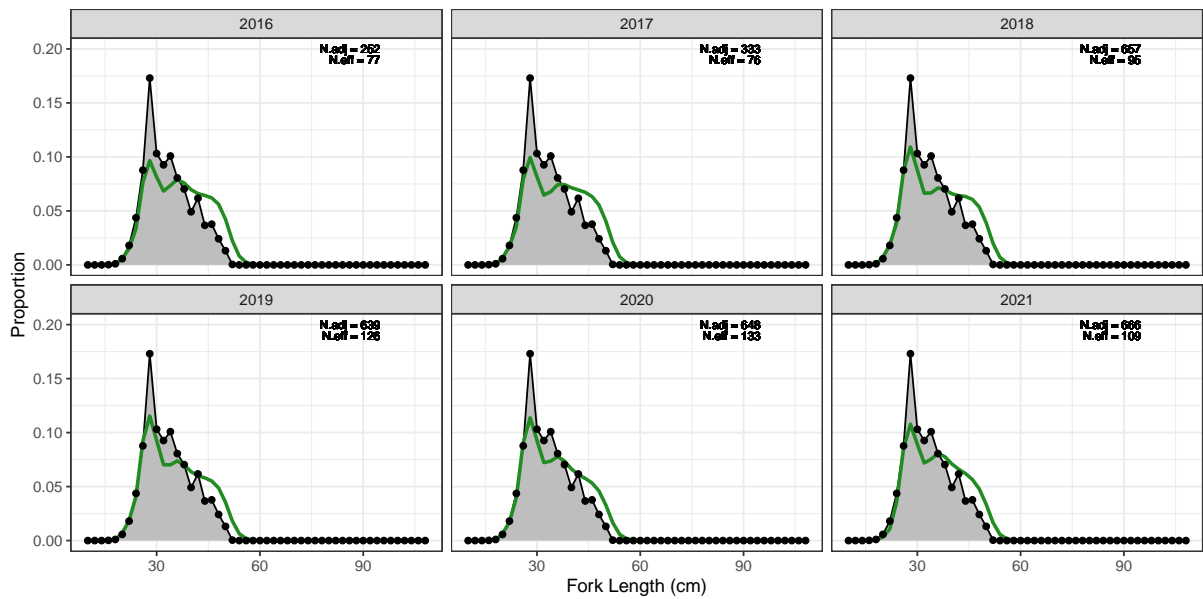 2016
2017
2018
N.adj = 252
N.eff = 77
N.adj = 333
N.eff = 76
N.adj = 657
N.eff = 95
0.20
0.15
0.10
0.05
0.00
2019
2020
2021
N.adj = 639
N.eff = 126
N.adj = 648
N.eff = 133
N.adj = 666
N.eff = 109
0.20
0.15
0.10
0.05
0.00
Proportion
30 60 90
30 60 90
30 60 90
Fork Length (cm)